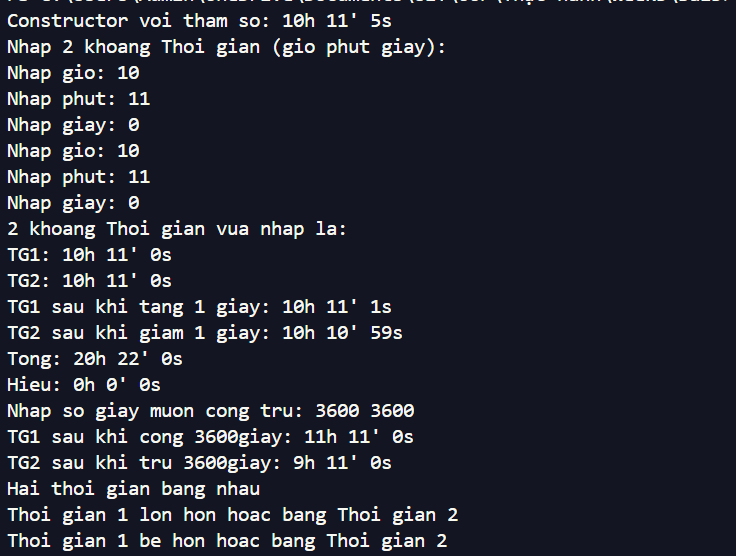 Constructor voi tham so: 10h 11' 5s
Nhap 2 khoang Thoi gian (gio phut giay):
Nhap gio: 10
Nhap phut: 11
Nhap giay: 0
Nhap gio: 10
Nhap phut: 11
Nhap giay: 0
2 khoang Thoi gian vua nhap la:
TG1: 10h 11' 0s
TG2: 10h 11' 0s
TG1 sau khi tang 1 giay: 10h 11' 1s
TG2 sau khi giam 1 giay: 10h 10' 59s
Tong: 20h 22' 0s
Hieu: 0h 0' 0s
Nhap so giay muon cong tru: 3600 3600
TG1 sau khi cong 3600giay: 11h 11' 0s
TG2 sau khi tru 3600giay: 9h 11' 0s
Hai thoi gian bang nhau
Thoi gian 1 lon hon hoac bang Thoi gian 2
Thoi gian 1 be hon hoac bang Thoi gian 2